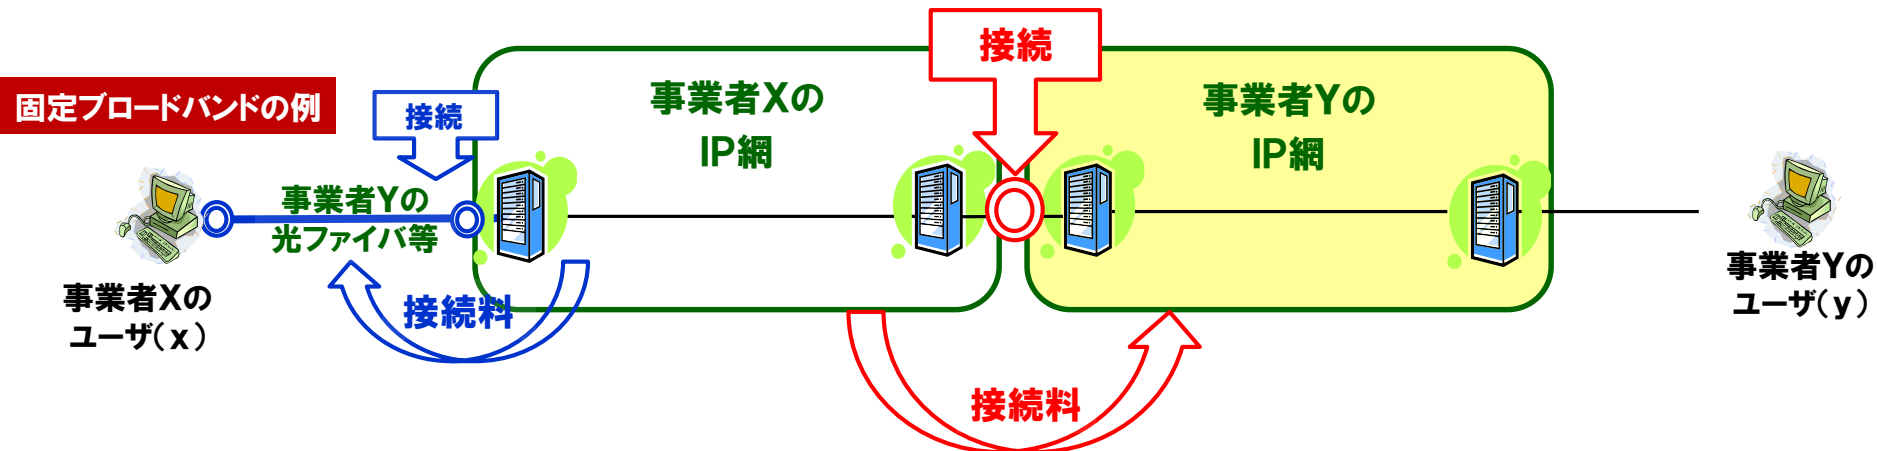 固定ブロードバンドの例
接続
接続
事業者Xの
IP網
事業者Yの
IP網
事業者Yの
光ファイバ等
事業者Xの
ユーザ(x)
事業者Yの
ユーザ(y)
接続料
接続料